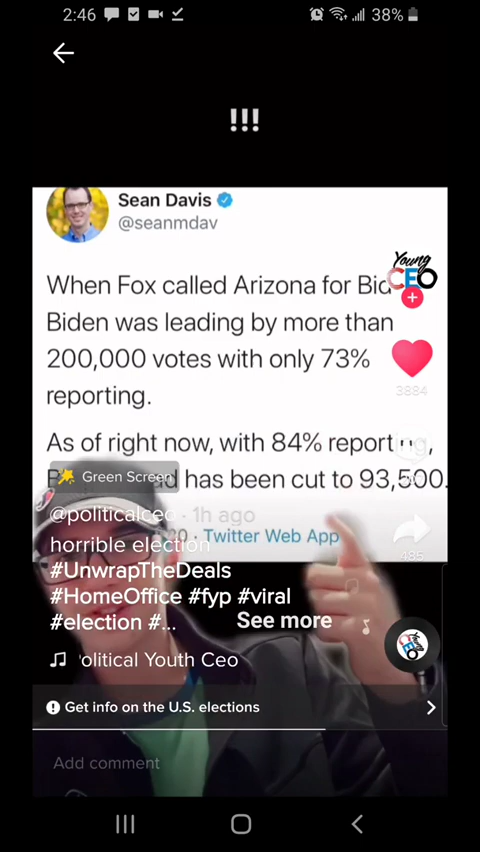 2:46
38%
!!!
Sean Davis
@seanmdav
When Fox called Arizona for Bid
Biden was leading by more than
200,000 votes with only 73%
reporting.
As of right now, with 84% reporting,
has been cut to 93,500.
Young
CEO
3884
Green Screen
@politicalceo · 1h ago
Twitter Web App
485
horrible election
#UnwrapTheDeals
#HomeOffice #fyp #viral
#election #... See more
olitical Youth Ceo
CEO
Get info on the U.S. elections
Add comment